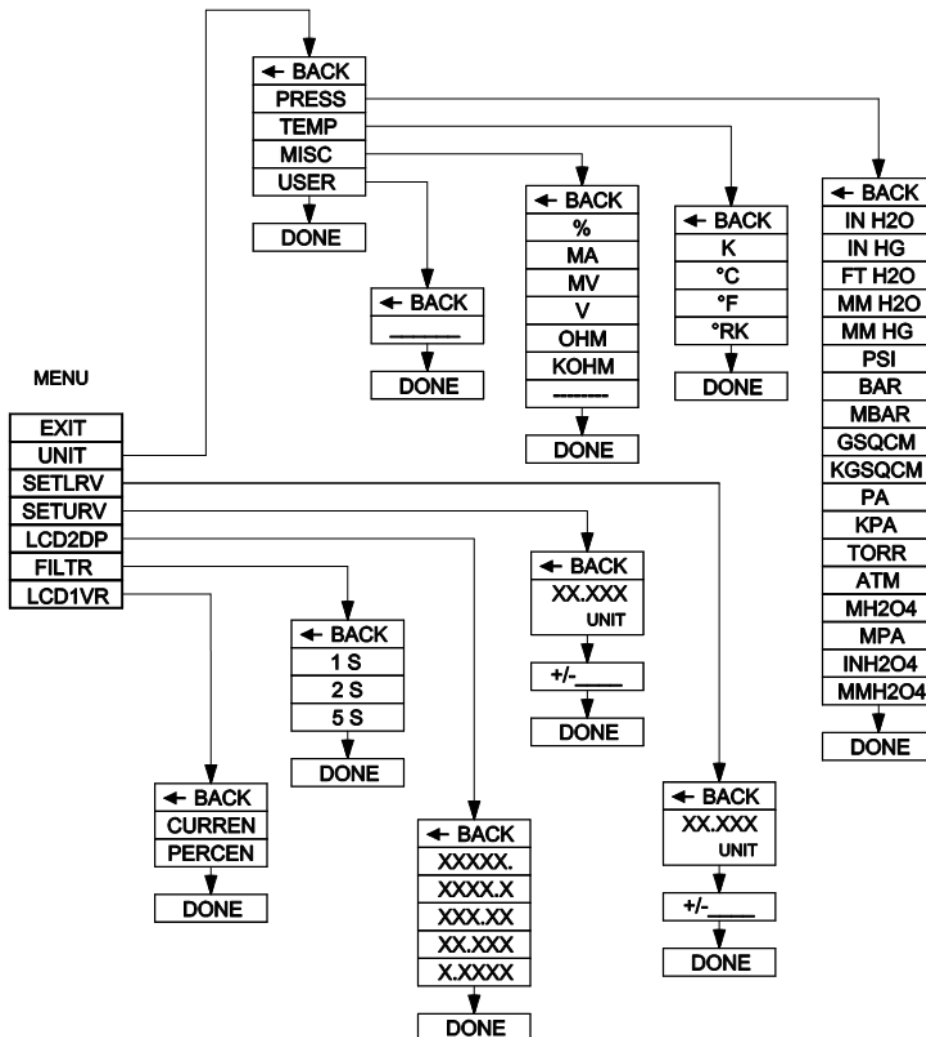 ← BACK
PRESS
TEMP
MISC
USER
DONE
← BACK
_______
DONE
← BACK
%
MA
MV
V
OHM
KOHM
--------
DONE
← BACK
K
°C
°F
°RK
DONE
← BACK
IN H2O
IN HG
FT H2O
MM H2O
MM HG
PSI
BAR
MBAR
GSQCM
KGSQCM
PA
KPA
TORR
ATM
MH2O4
MPA
INH2O4
MMH2O4
DONE
MENU
EXIT
UNIT
SETLRV
SETURV
LCD2DP
FILTR
LCD1VR
← BACK
CURREN
PERCEN
DONE
← BACK
1 S
2 S
5 S
DONE
← BACK
XXXXX.
XXXX.X
XXX.XX
XX.XXX
X.XXXX
DONE
← BACK
XX.XXX
UNIT
+/-_____
DONE
← BACK
XX.XXX
UNIT
+/-_____
DONE